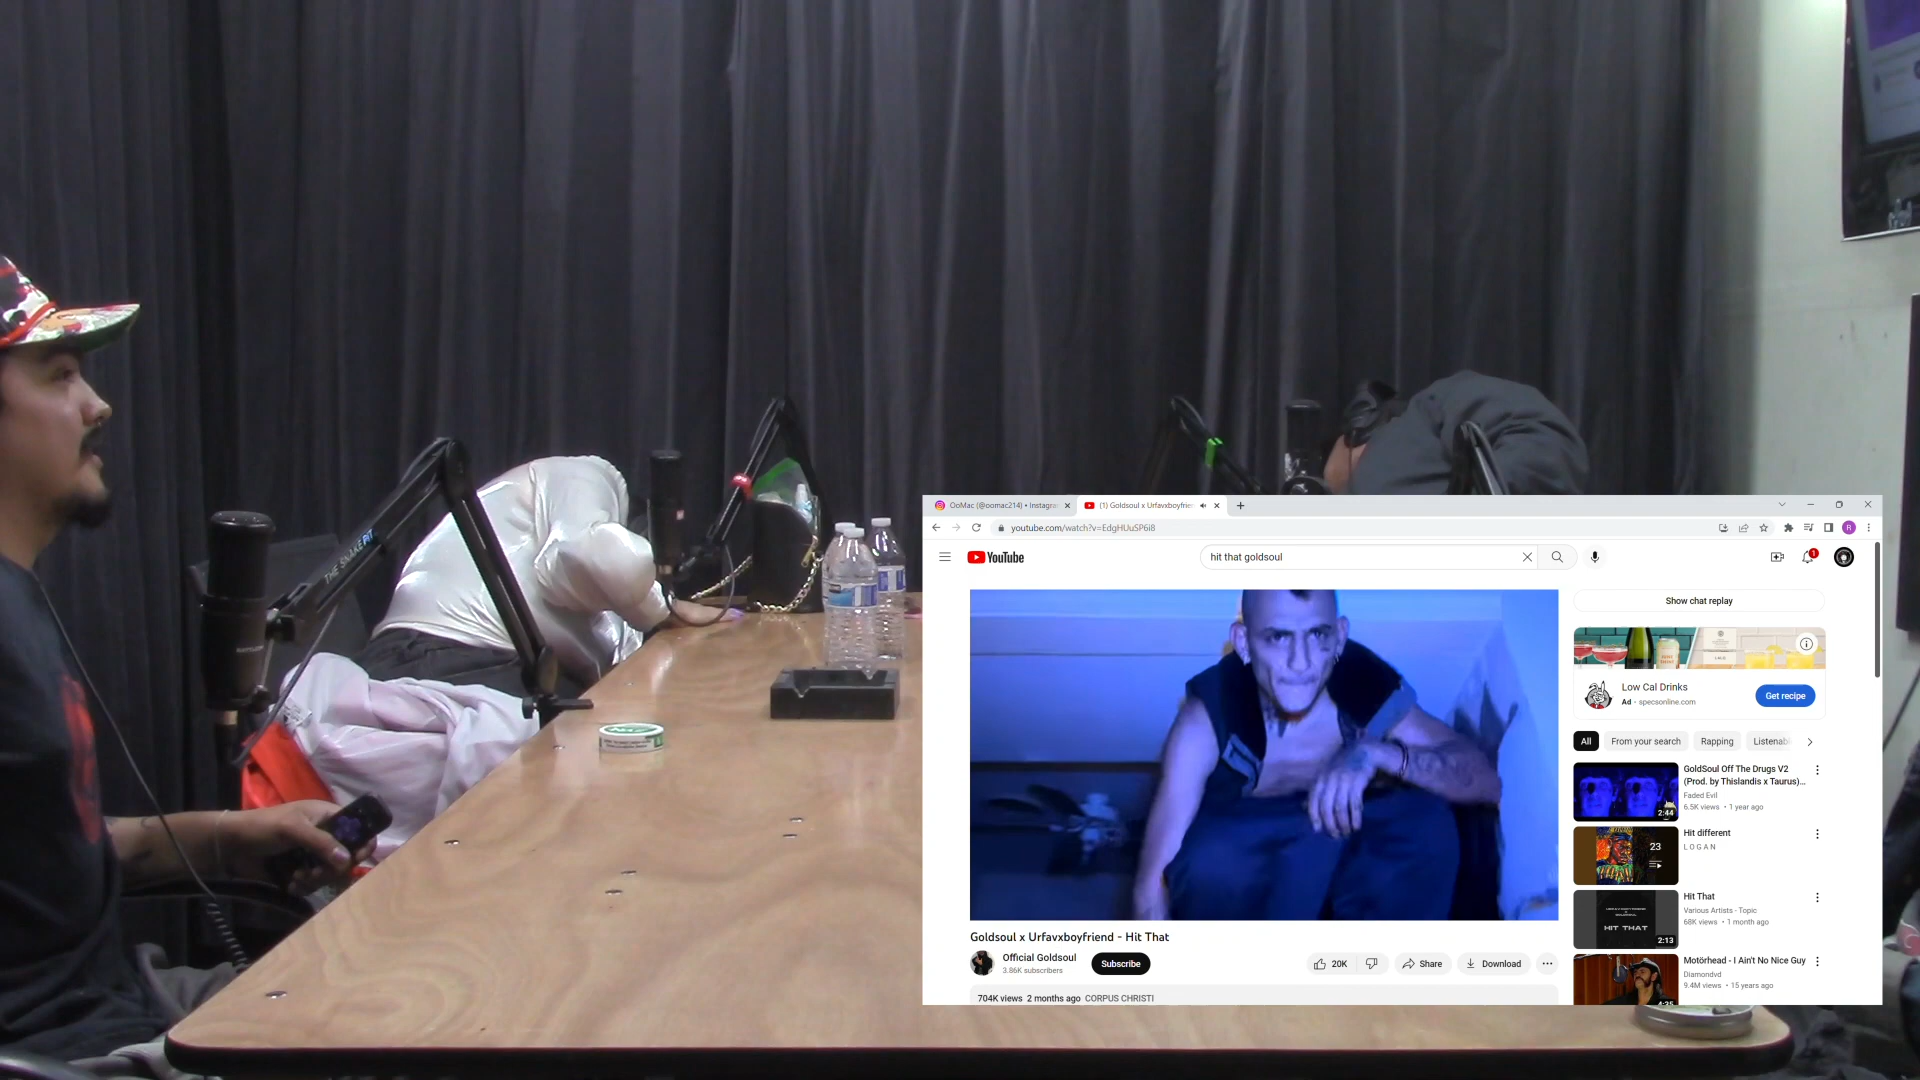 THE SNAKE PIT
OoMac (@oomac214) • Instagra
(1) Goldsoul x Urfavxboyfrien
youtube.com/watch?v=EdgHUuSP6i8
YouTube
hit that goldsoul
1
R
Show chat replay
Low Cal Drinks
Ad · specsonline.com
Get recipe
All
From your search
Rapping
Listenab
GoldSoul Off The Drugs V2
(Prod. by Thislandis x Taurus)...
Faded Evil
6.5K views • 1 year ago
2:44
Hit different
L O G A N
23
Hit That
Various Artists - Topic
68K views • 1 month ago
HIT THAT
2:13
Motörhead - I Ain't No Nice Guy
Diamondvd
9.4M views • 15 years ago
4:25
Goldsoul x Urfavxboyfriend - Hit That
Official Goldsoul
3.86K subscribers
Subscribe
20K
Share
Download
704K views 2 months ago CORPUS CHRISTI